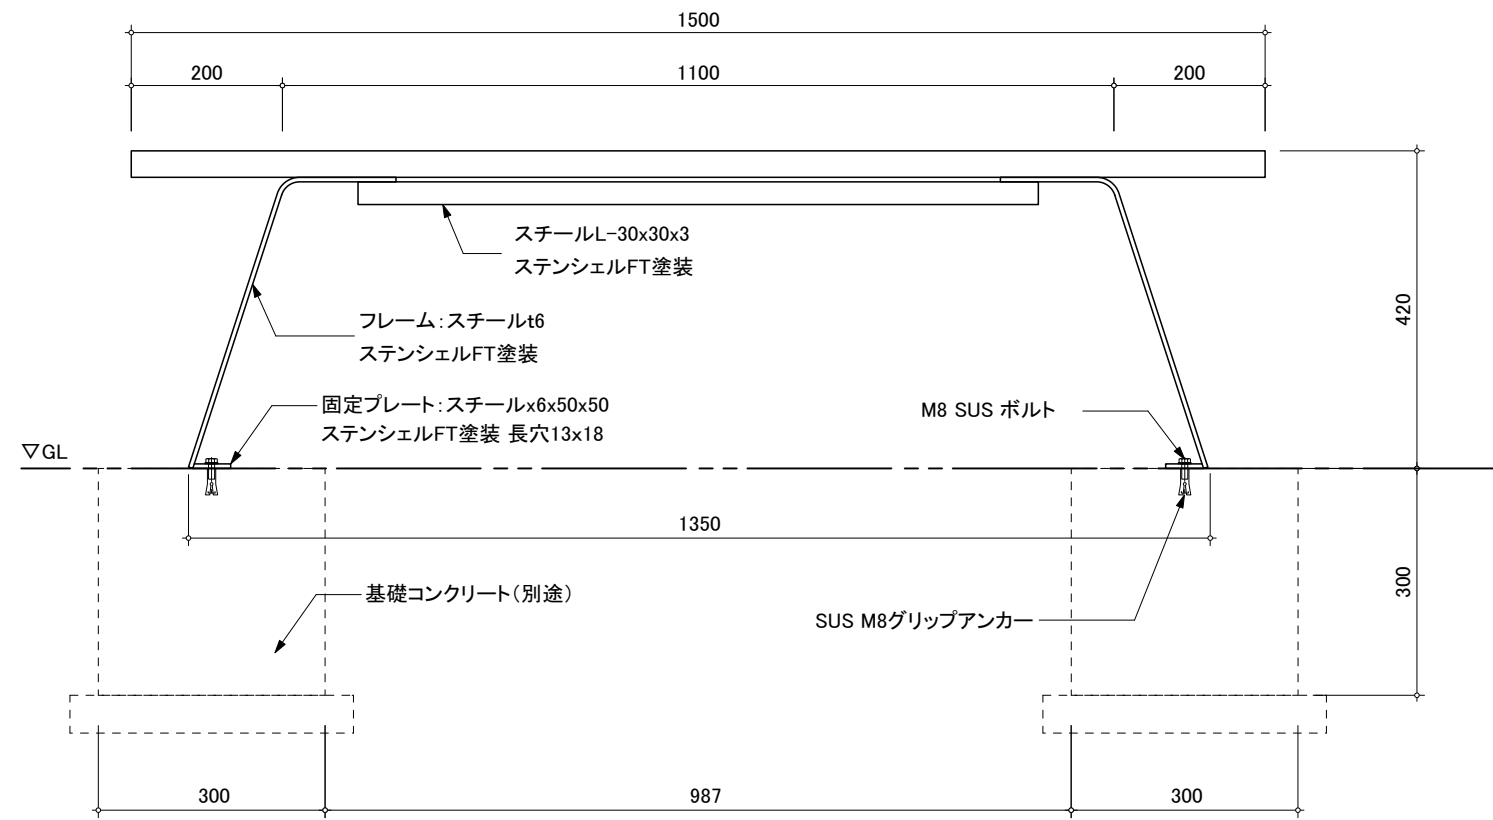 1500
200
1100
200
スチールL-30x30x3
ステンシェルFT塗装
420
フレーム：スチールt6
ステンシェルFT塗装
固定プレート：スチールx6x50x50
ステンシェルFT塗装 長穴13x18
M8 SUS ボルト
▽GL
1350
基礎コンクリート（別途）
300
SUS M8グリップアンカー
300
987
300